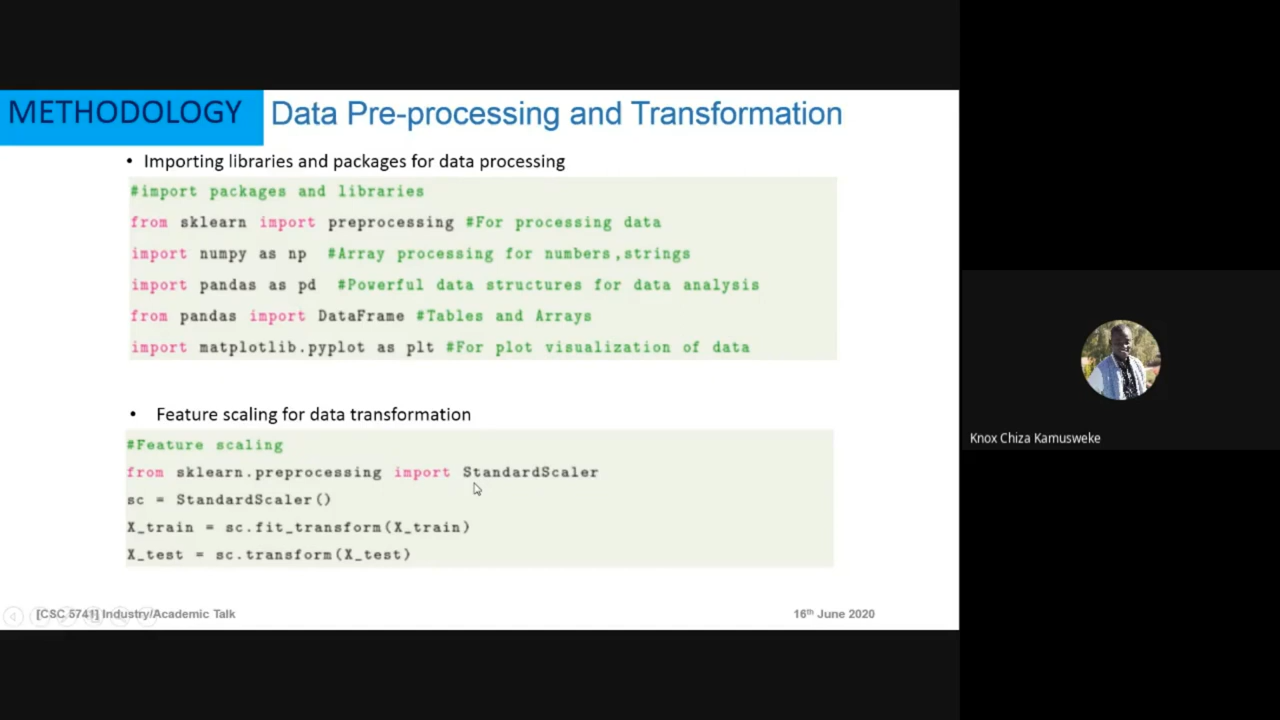 METHODOLOGY Data Pre-processing and Transformation
• Importing libraries and packages for data processing
#import packages and libraries
from sklearn import preprocessing #For processing data
import numpy as np #Array processing for numbers,strings
import pandas as pd #Powerful data structures for data analysis
from pandas import DataFrame #Tables and Arrays
import matplotlib.pyplot as plt #For plot visualization of data
• Feature scaling for data transformation
#Feature scaling
from sklearn.preprocessing import StandardScaler
sc = StandardScaler()
X_train = sc.fit_transform(X_train)
X_test = sc.transform(X_test)
[CSC 5741] Industry/Academic Talk
16th June 2020
Knox Chiza Kamusweke